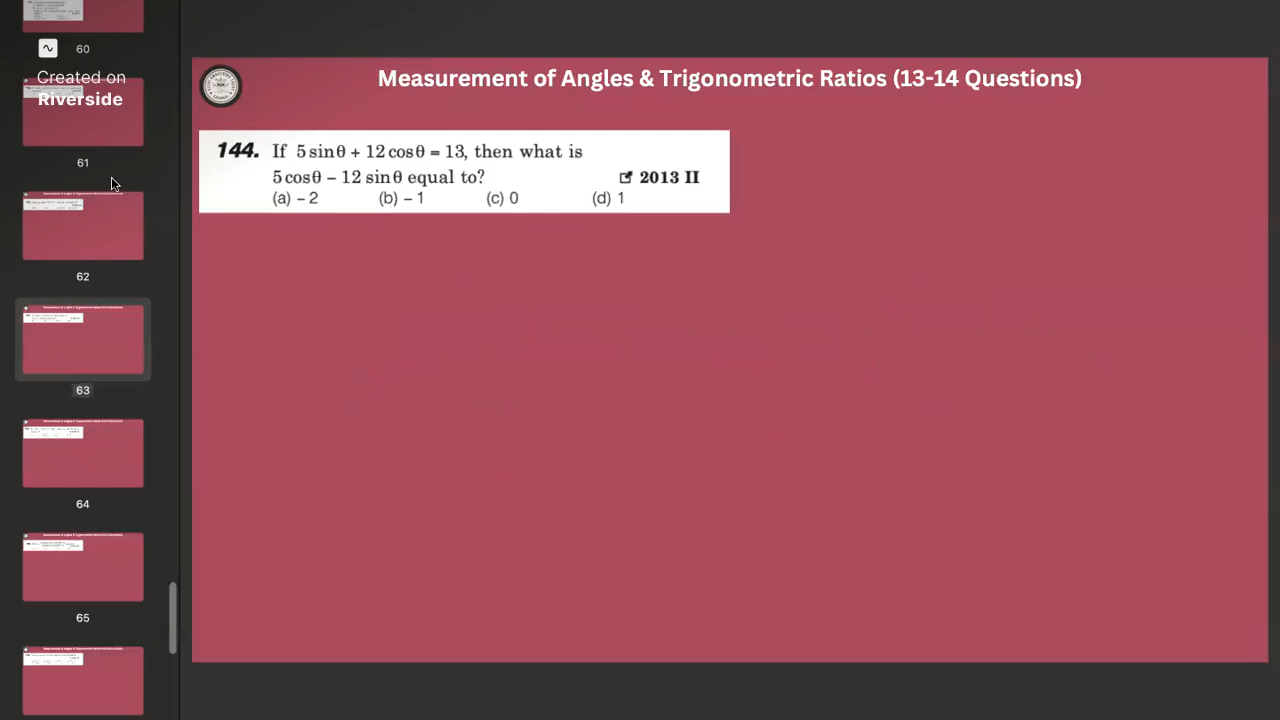 60
Created on
Riverside
61
62
63
64
65
Measurement of Angles & Trigonometric Ratios (13-14 Questions)
144. If 5 sinθ + 12 cosθ = 13, then what is
5 cosθ – 12 sinθ equal to? 2013 II
(a) – 2 (b) – 1 (c) 0 (d) 1